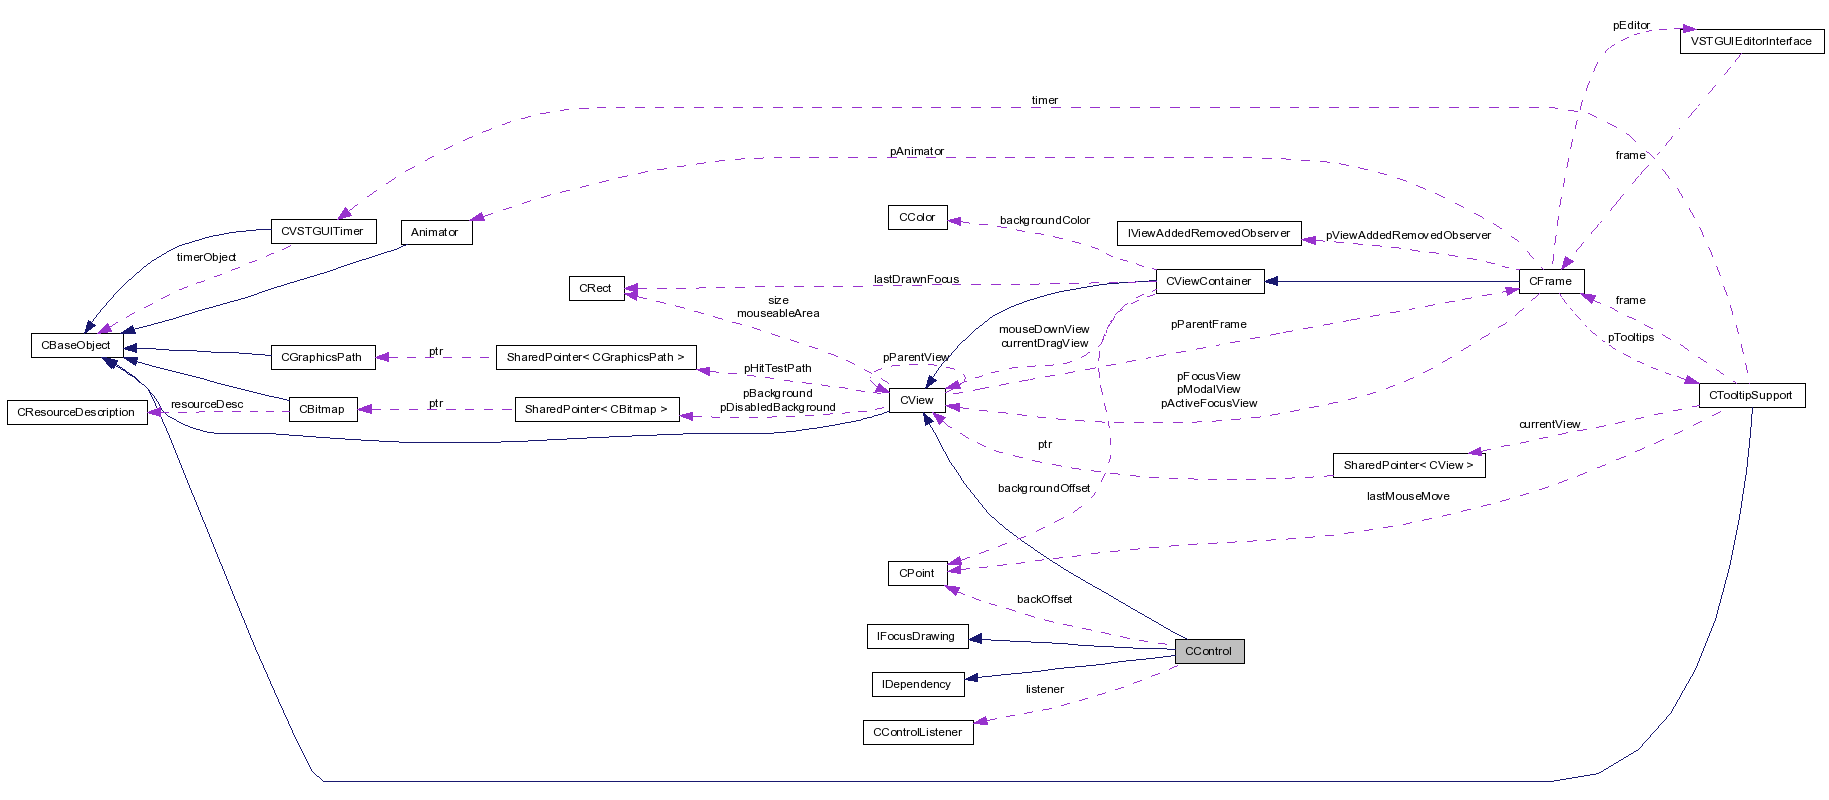 pEditor
VSTGUIEditorInterface
timer
pAnimator
frame
CColor
backgroundColor
CVSTGUITimer
Animator
IViewAddedRemovedObserver
pViewAddedRemovedObserver
timerObject
lastDrawnFocus
CViewContainer
CFrame
CRect
size
mouseableArea
frame
pParentFrame
mouseDownView
currentDragView
pTooltips
CBaseObject
CGraphicsPath
ptr
SharedPointer< CGraphicsPath >
pParentView
pHitTestPath
pFocusView
pModalView
pActiveFocusView
CTooltipSupport
CResourceDescription
resourceDesc
CBitmap
ptr
SharedPointer< CBitmap >
pBackground
pDisabledBackground
CView
currentView
ptr
SharedPointer< CView >
backgroundOffset
lastMouseMove
CPoint
backOffset
IFocusDrawing
CControl
IDependency
listener
CControlListener